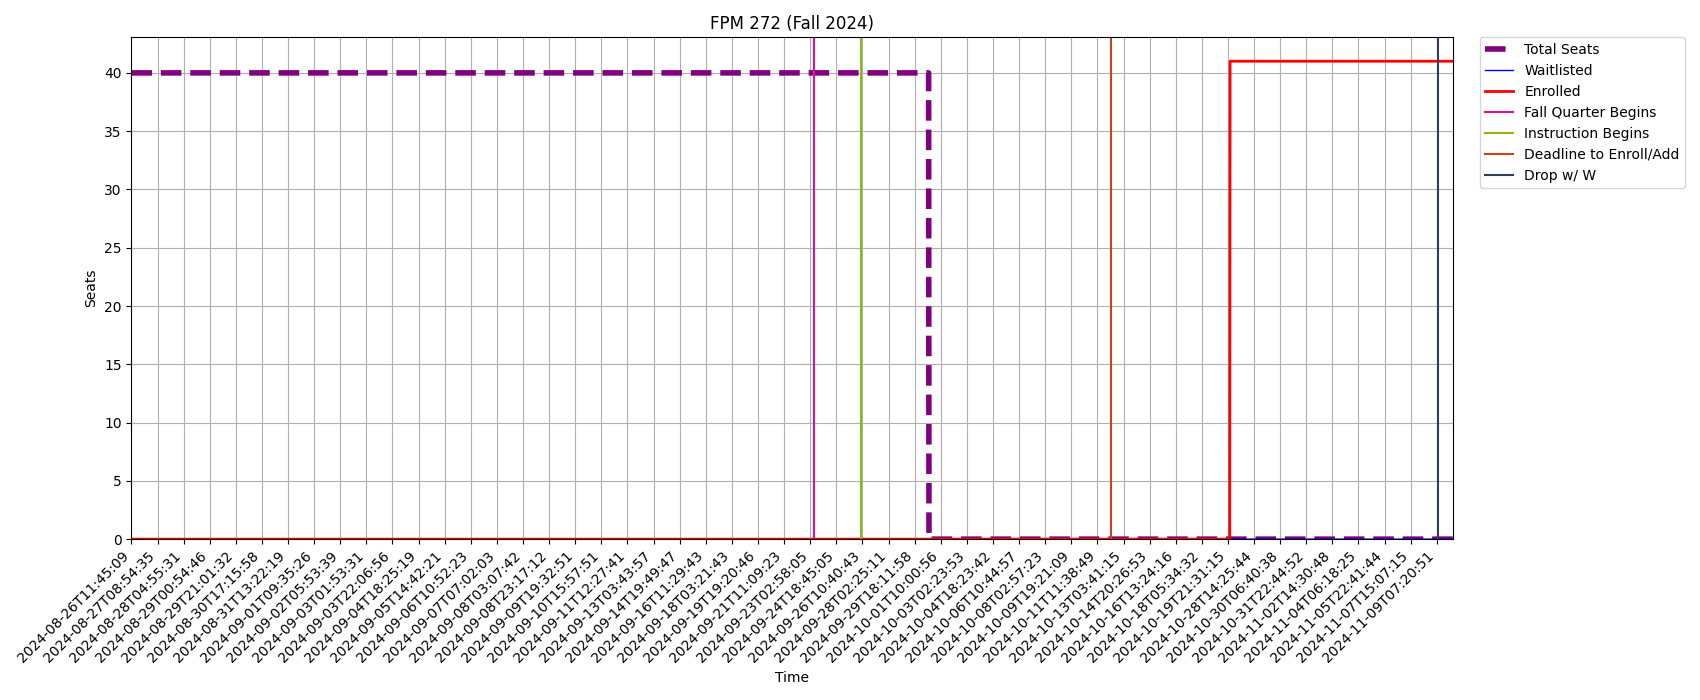 FPM 272 (Fall 2024)
Total Seats
Waitlisted
Enrolled
Fall Quarter Begins
Instruction Begins
Deadline to Enroll/Add
Drop w/ W
Seats
40
35
30
25
20
15
10
5
0
2024-08-26T11:45:09
2024-08-27T08:54:35
2024-08-28T04:55:31
2024-08-29T00:54:46
2024-08-29T21:01:32
2024-08-30T17:15:58
2024-08-31T13:22:19
2024-09-01T09:35:26
2024-09-02T05:53:39
2024-09-03T01:53:31
2024-09-03T22:06:56
2024-09-04T18:25:19
2024-09-05T14:42:21
2024-09-06T10:52:23
2024-09-07T07:02:03
2024-09-08T03:07:42
2024-09-08T23:17:12
2024-09-09T19:32:51
2024-09-10T15:57:51
2024-09-11T12:27:41
2024-09-13T03:43:57
2024-09-14T19:49:47
2024-09-16T11:29:43
2024-09-18T03:21:43
2024-09-19T19:20:46
2024-09-21T11:09:23
2024-09-23T02:58:05
2024-09-24T18:45:05
2024-09-26T10:40:43
2024-09-28T02:25:11
2024-09-29T18:11:58
2024-10-01T10:00:56
2024-10-03T02:23:53
2024-10-04T18:23:42
2024-10-06T10:44:57
2024-10-08T02:57:23
2024-10-09T19:21:09
2024-10-11T11:38:49
2024-10-13T03:41:15
2024-10-14T20:26:53
2024-10-16T13:24:16
2024-10-18T05:34:32
2024-10-19T21:31:15
2024-10-28T14:25:44
2024-10-30T06:40:38
2024-10-31T22:44:52
2024-11-02T14:30:48
2024-11-04T06:18:25
2024-11-05T22:41:44
2024-11-07T15:07:15
2024-11-09T07:20:51
Time